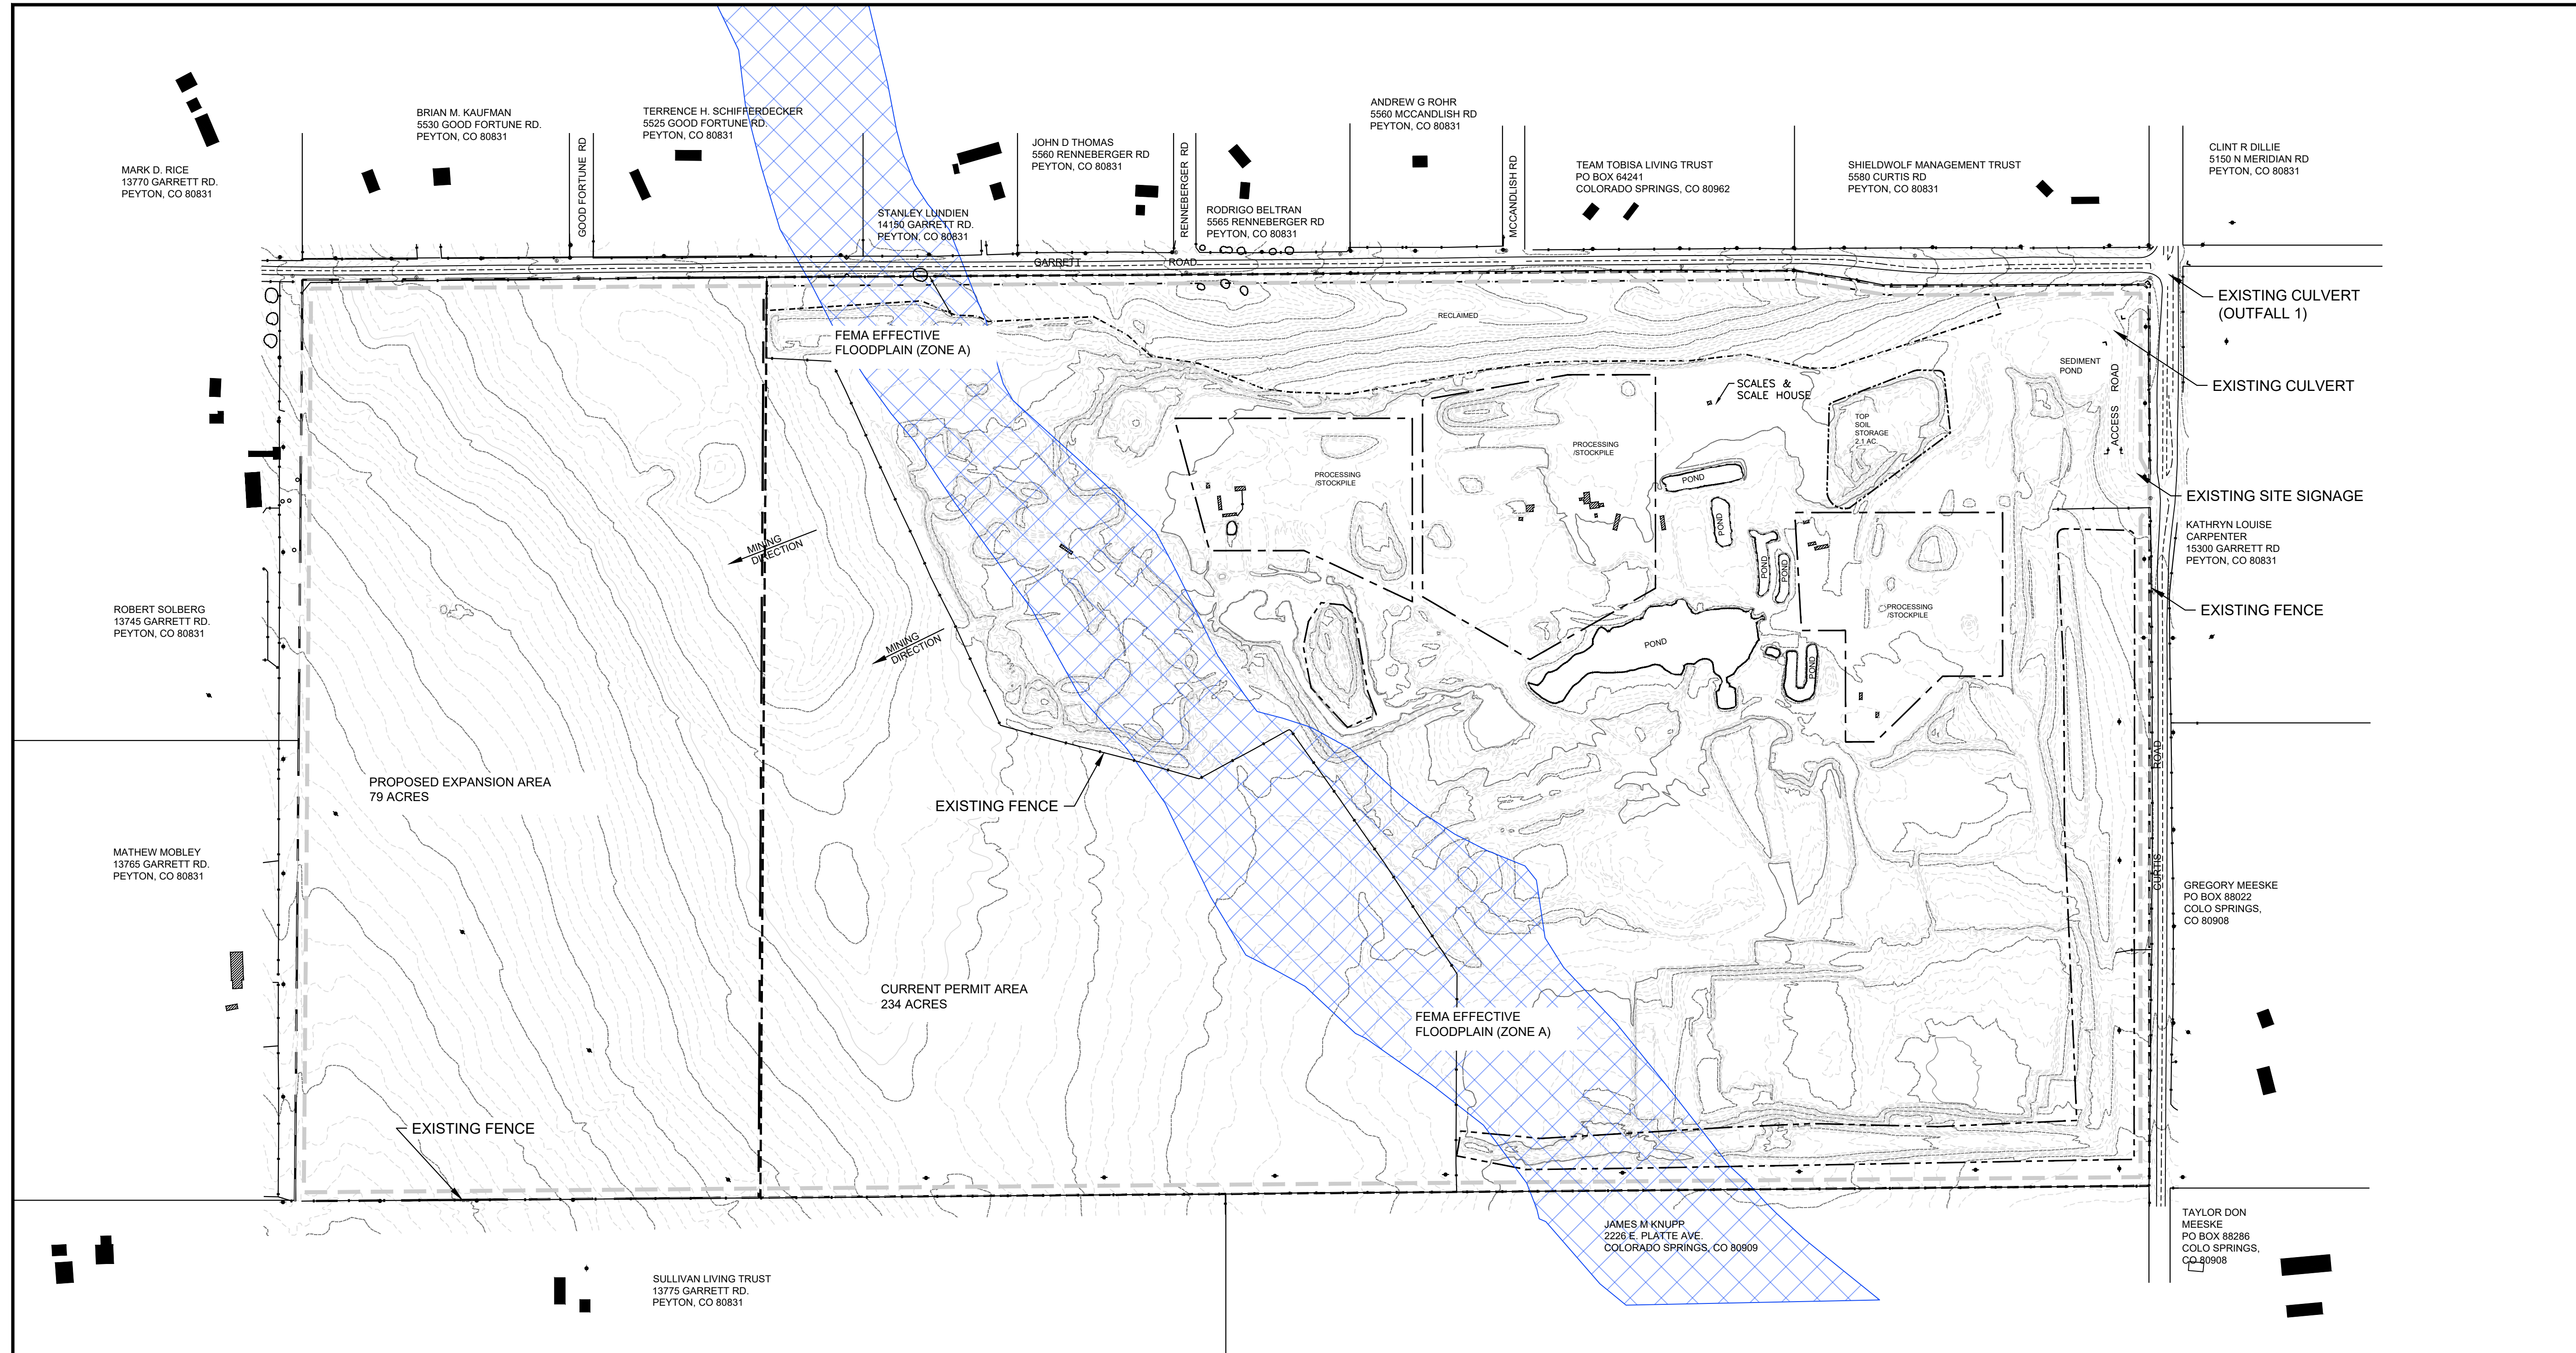 MARK D. RICE
13770 GARRETT RD.
PEYTON, CO 80831
BRIAN M. KAUFMAN
5530 GOOD FORTUNE RD.
PEYTON, CO 80831
GOOD FORTUNE RD
TERRENCE H. SCHIFFERDECKER
5525 GOOD FORTUNE RD.
PEYTON, CO 80831
STANLEY LUNDIEN
14150 GARRETT RD.
PEYTON, CO 80831
JOHN D THOMAS
5560 RENNEBERGER RD
PEYTON, CO 80831
RENNEBERGER RD
RODRIGO BELTRAN
5565 RENNEBERGER RD
PEYTON, CO 80831
ANDREW G ROHR
5560 MCCANDLISH RD
PEYTON, CO 80831
MCCANDLISH RD
TEAM TOBISA LIVING TRUST
PO BOX 64241
COLORADO SPRINGS, CO 80962
SHIELDWOLF MANAGEMENT TRUST
5580 CURTIS RD
PEYTON, CO 80831
CLINT R DILLIE
5150 N MERIDIAN RD
PEYTON, CO 80831
GARRETT ROAD
EXISTING CULVERT
(OUTFALL 1)
RECLAIMED
FEMA EFFECTIVE
FLOODPLAIN (ZONE A)
SEDIMENT
POND
ACCESS ROAD
EXISTING CULVERT
SCALES &
SCALE HOUSE
TOP
SOIL
STORAGE
2.1 AC.
PROCESSING
/STOCKPILE
PROCESSING
/STOCKPILE
POND
POND
POND
POND
EXISTING SITE SIGNAGE
KATHRYN LOUISE
CARPENTER
15300 GARRETT RD
PEYTON, CO 80831
MINING
DIRECTION
MINING
DIRECTION
ROBERT SOLBERG
13745 GARRETT RD.
PEYTON, CO 80831
PROCESSING
/STOCKPILE
EXISTING FENCE
POND
POND
PROPOSED EXPANSION AREA
79 ACRES
EXISTING FENCE
CURTIS ROAD
MATHEW MOBLEY
13765 GARRETT RD.
PEYTON, CO 80831
GREGORY MEESKE
PO BOX 88022
COLO SPRINGS,
CO 80908
CURRENT PERMIT AREA
234 ACRES
FEMA EFFECTIVE
FLOODPLAIN (ZONE A)
EXISTING FENCE
JAMES M KNUPP
2226 E. PLATTE AVE.
COLORADO SPRINGS, CO 80909
TAYLOR DON
MEESKE
PO BOX 88286
COLO SPRINGS,
CO 80908
SULLIVAN LIVING TRUST
13775 GARRETT RD.
PEYTON, CO 80831